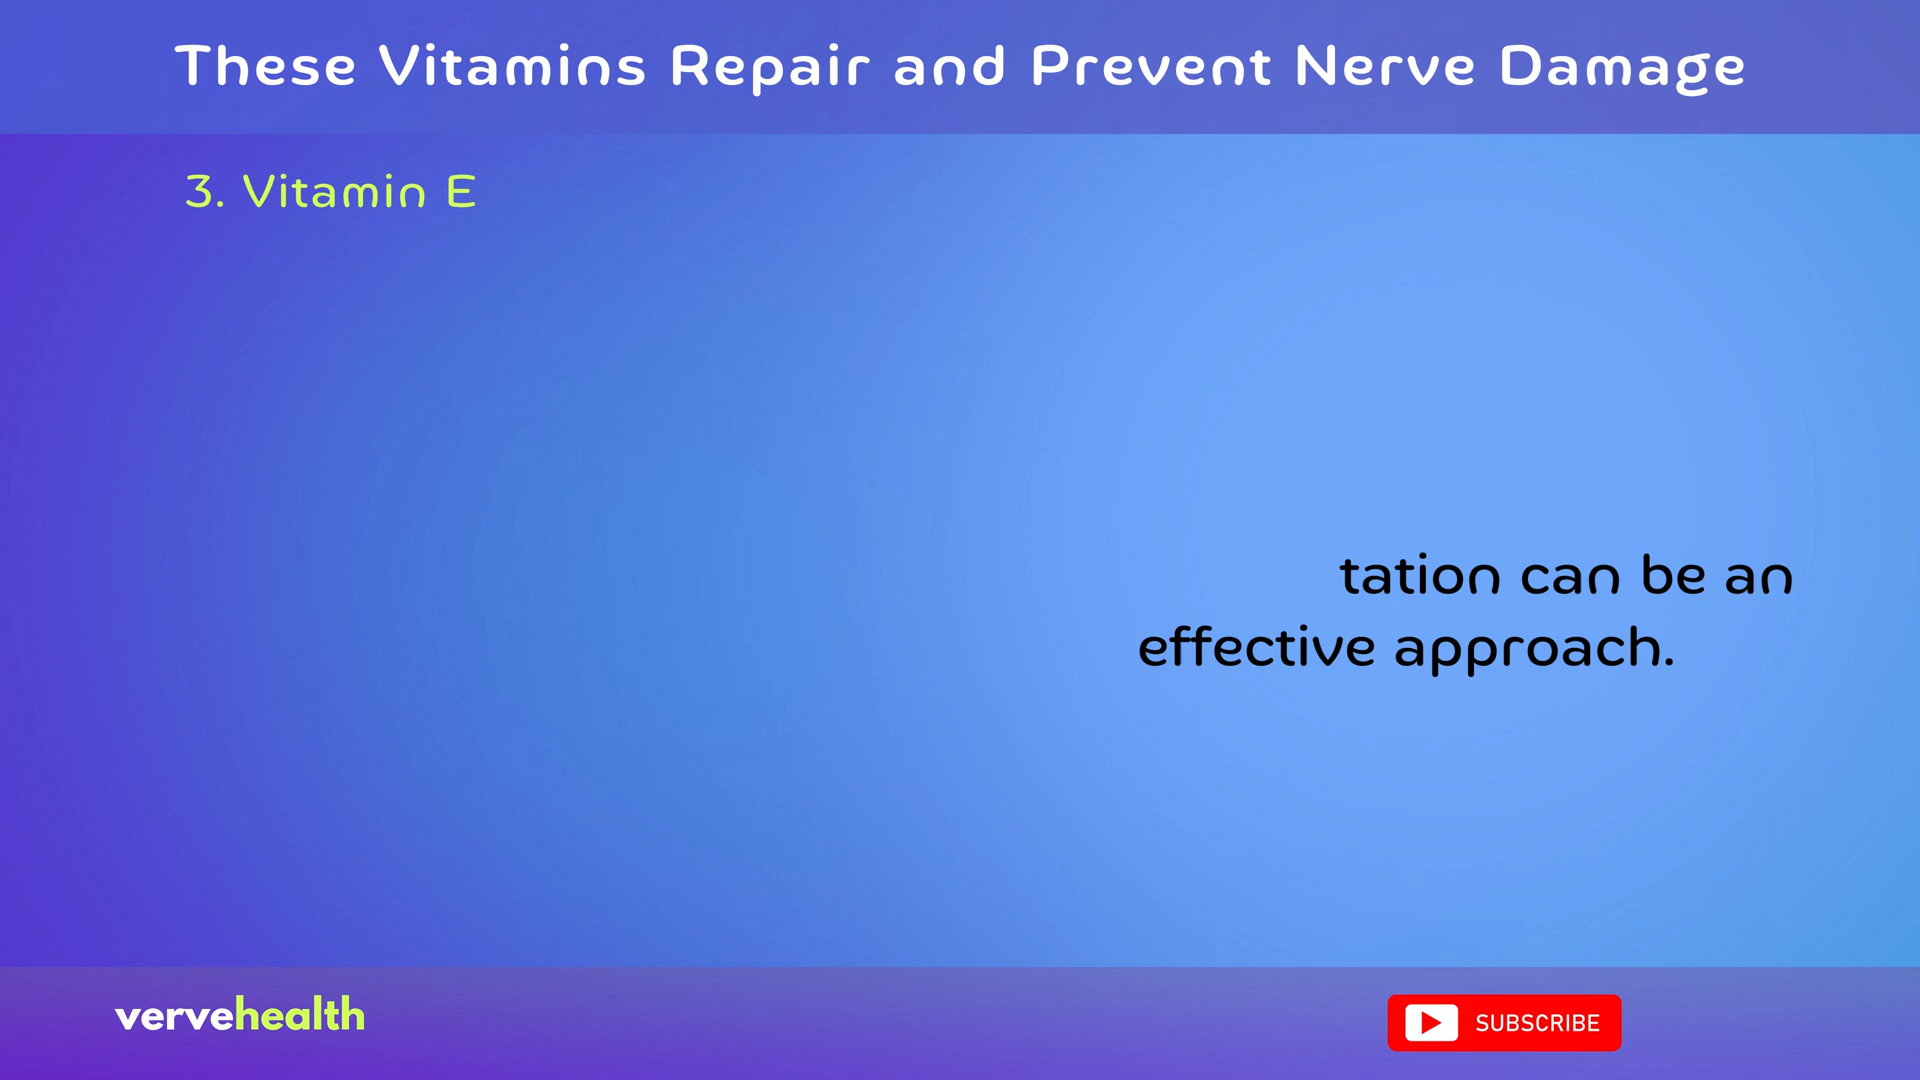 These Vitamins Repair and Prevent Nerve Damage
3. Vitamin E
tation can be an
effective approach.
vervehealth
SUBSCRIBE